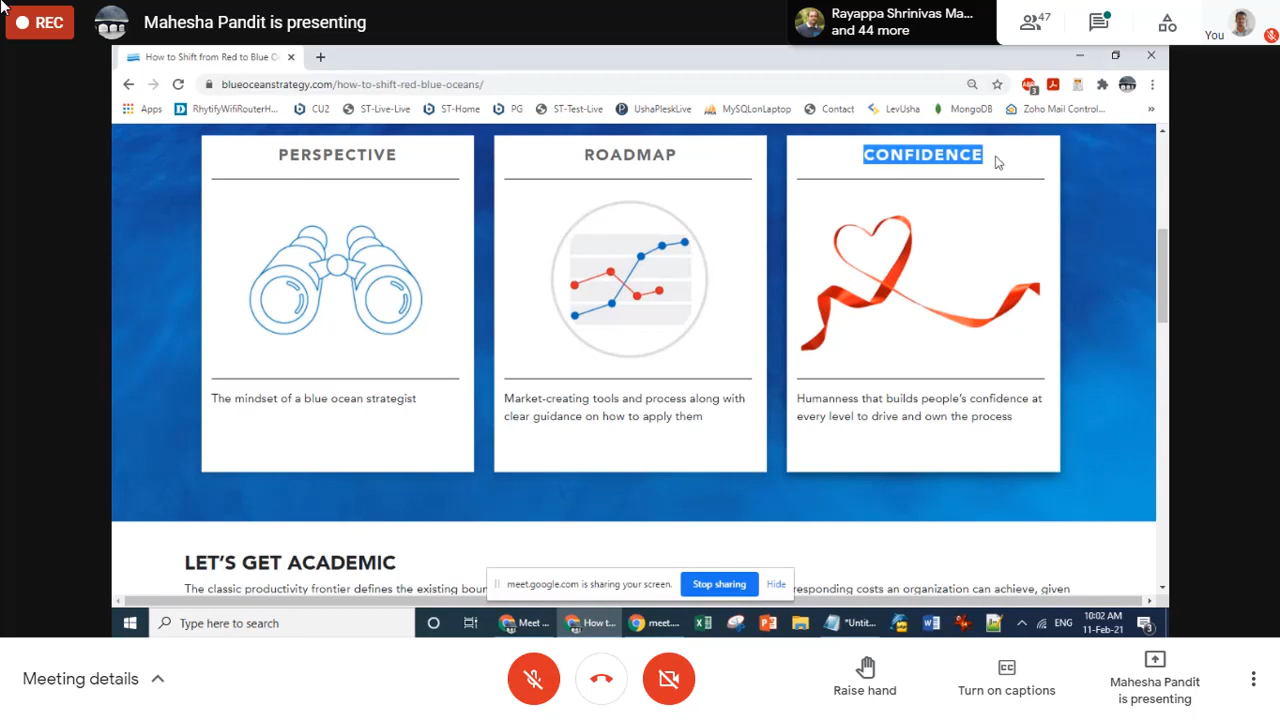 REC
Mahesha Pandit is presenting
Rayappa Shrinivas Ma...
and 44 more
47
You
How to Shift from Red to Blue O
blueoceanstrategy.com/how-to-shift-red-blue-oceans/
Apps
RhytifyWifiRouterH...
CU2
ST-Live-Live
ST-Home
PG
ST-Test-Live
UshaPleskLive
MySQLonLaptop
Contact
LevUsha
MongoDB
Zoho Mail Control...
»
PERSPECTIVE
The mindset of a blue ocean strategist
ROADMAP
Market-creating tools and process along with
clear guidance on how to apply them
CONFIDENCE
Humanness that builds people's confidence at
every level to drive and own the process
LET'S GET ACADEMIC
The classic productivity frontier defines the existing boun
responding costs an organization can achieve, given
meet.google.com is sharing your screen.
Stop sharing
Hide
Type here to search
Meet ...
How t...
meet....
*Untit...
ENG
10:02 AM
11-Feb-21
3
Meeting details
Raise hand
Turn on captions
Mahesha Pandit
is presenting